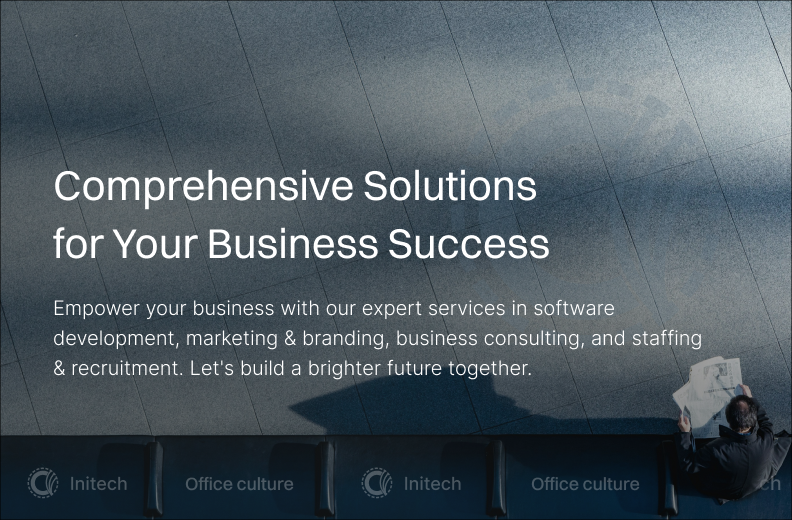 Comprehensive Solutions
for Your Business Success
Empower your business with our expert services in software
development, marketing & branding, business consulting, and staffing
& recruitment. Let's build a brighter future together.
Initech Office culture Initech Office culture ch